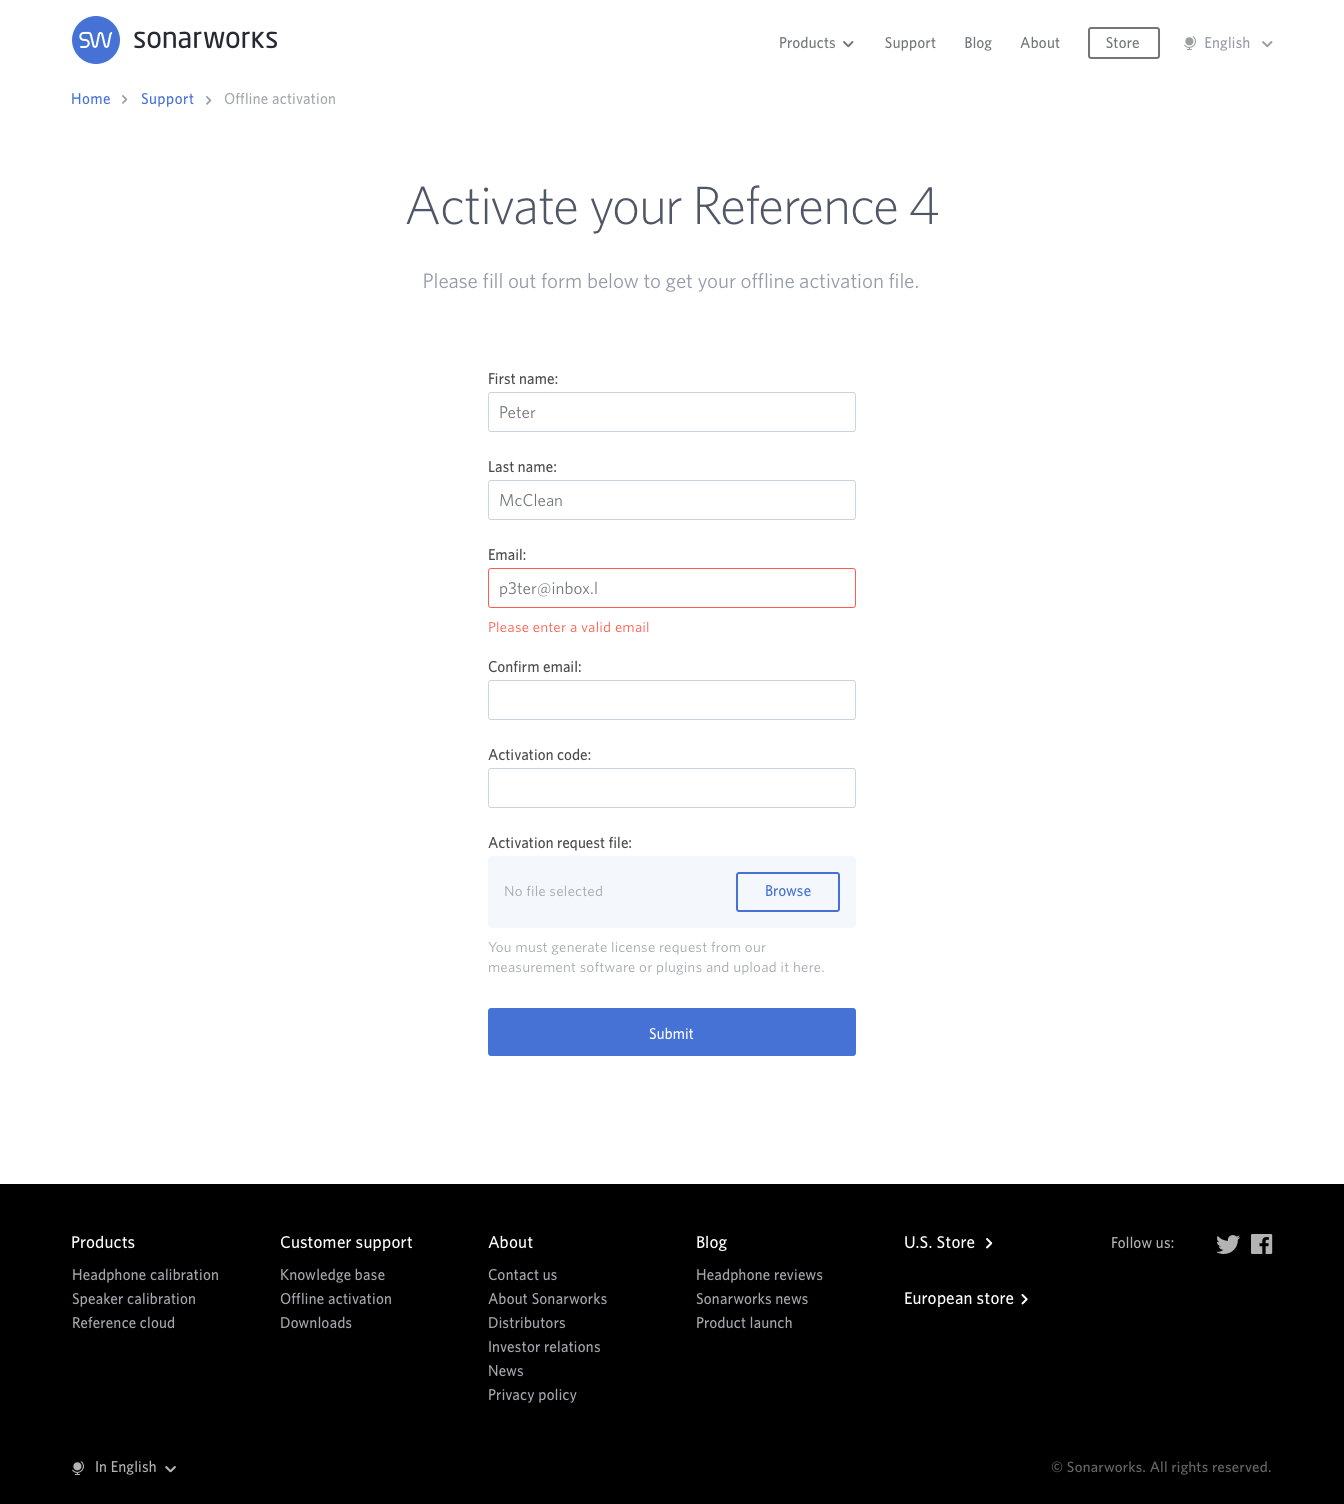 SW sonarworks
Products Support Blog About Store English
Home Support Offline activation
Activate your Reference 4
Please fill out form below to get your offline activation file.
First name:
Peter
Last name:
McClean
Email:
p3ter@inbox.l
Please enter a valid email
Confirm email:
Activation code:
Activation request file:
No file selected Browse
You must generate license request from our
measurement software or plugins and upload it here.
Submit
Products
Headphone calibration
Speaker calibration
Reference cloud
Customer support
Knowledge base
Offline activation
Downloads
About
Contact us
About Sonarworks
Distributors
Investor relations
News
Privacy policy
Blog
Headphone reviews
Sonarworks news
Product launch
U.S. Store
European store
Follow us:
In English
© Sonarworks. All rights reserved.